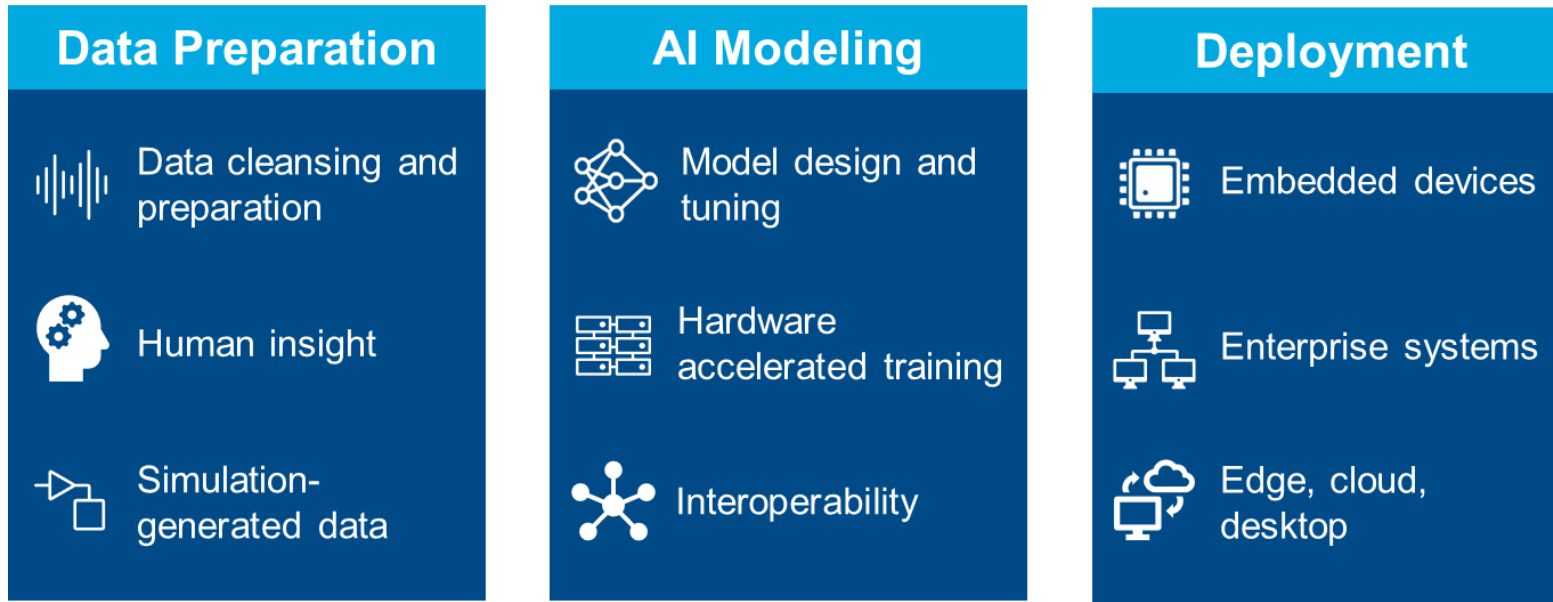 Data Preparation
Data cleansing and
preparation
Human insight
Simulation-
generated data
AI Modeling
Model design and
tuning
Hardware
accelerated training
Interoperability
Deployment
Embedded devices
Enterprise systems
Edge, cloud,
desktop